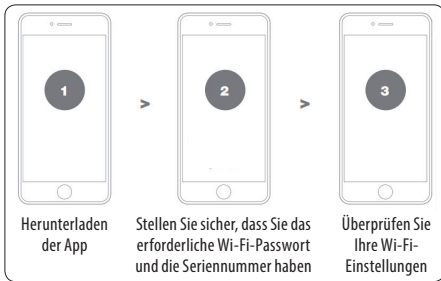 1 > 2 > 3
Herunterladen
der App
Stellen Sie sicher, dass Sie das
erforderliche Wi-Fi-Passwort
und die Seriennummer haben
Überprüfen Sie
Ihre Wi-Fi-
Einstellungen